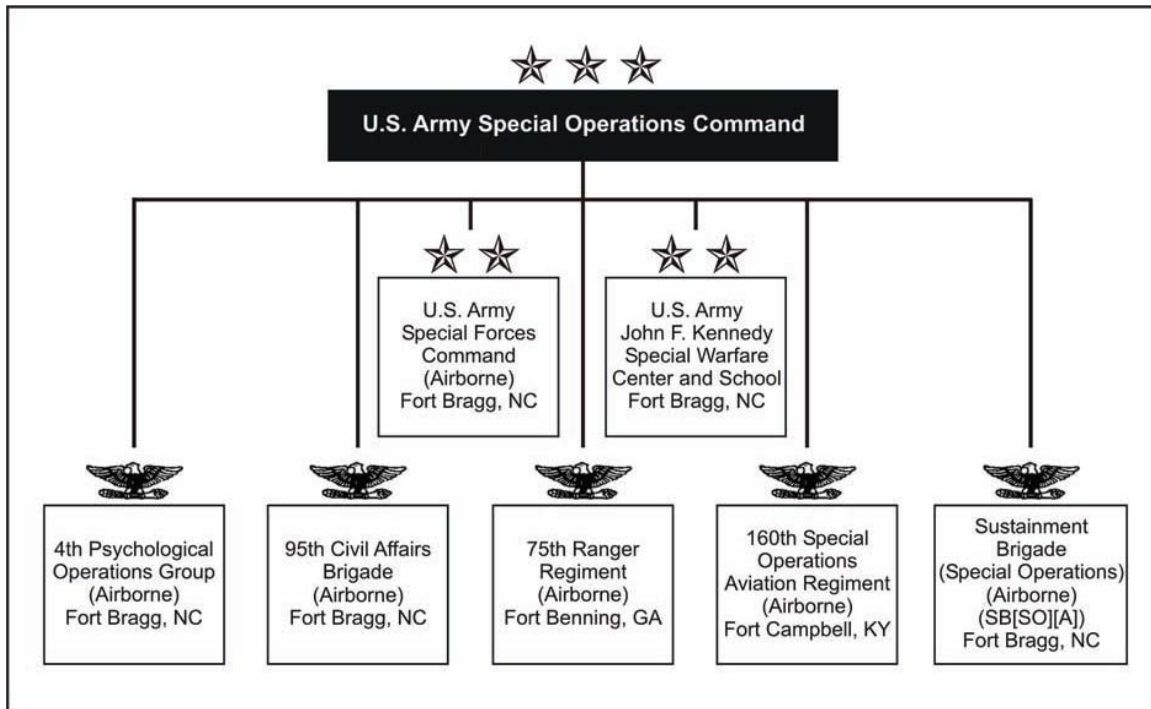 U.S. Army Special Operations Command
U.S. Army
Special Forces
Command
(Airborne)
Fort Bragg, NC
U.S. Army
John F. Kennedy
Special Warfare
Center and School
Fort Bragg, NC
4th Psychological
Operations Group
(Airborne)
Fort Bragg, NC
95th Civil Affairs
Brigade
(Airborne)
Fort Bragg, NC
75th Ranger
Regiment
(Airborne)
Fort Benning, GA
160th Special
Operations
Aviation Regiment
(Airborne)
Fort Campbell, KY
Sustainment
Brigade
(Special Operations)
(Airborne)
(SB[SO][A])
Fort Bragg, NC